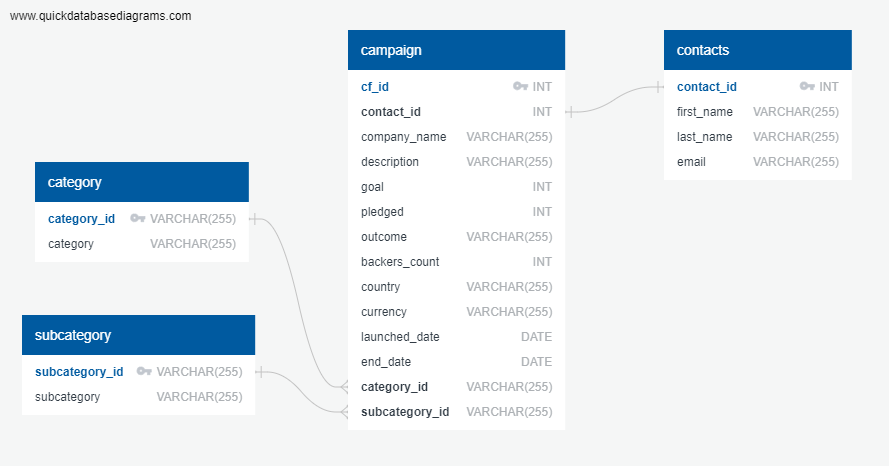 www.quickdatabasediagrams.com
campaign
cf_id INT
contact_id INT
company_name VARCHAR(255)
description VARCHAR(255)
goal INT
pledged INT
outcome VARCHAR(255)
backers_count INT
country VARCHAR(255)
currency VARCHAR(255)
launched_date DATE
end_date DATE
category_id VARCHAR(255)
subcategory_id VARCHAR(255)
contacts
contact_id INT
first_name VARCHAR(255)
last_name VARCHAR(255)
email VARCHAR(255)
category
category_id VARCHAR(255)
category VARCHAR(255)
subcategory
subcategory_id VARCHAR(255)
subcategory VARCHAR(255)